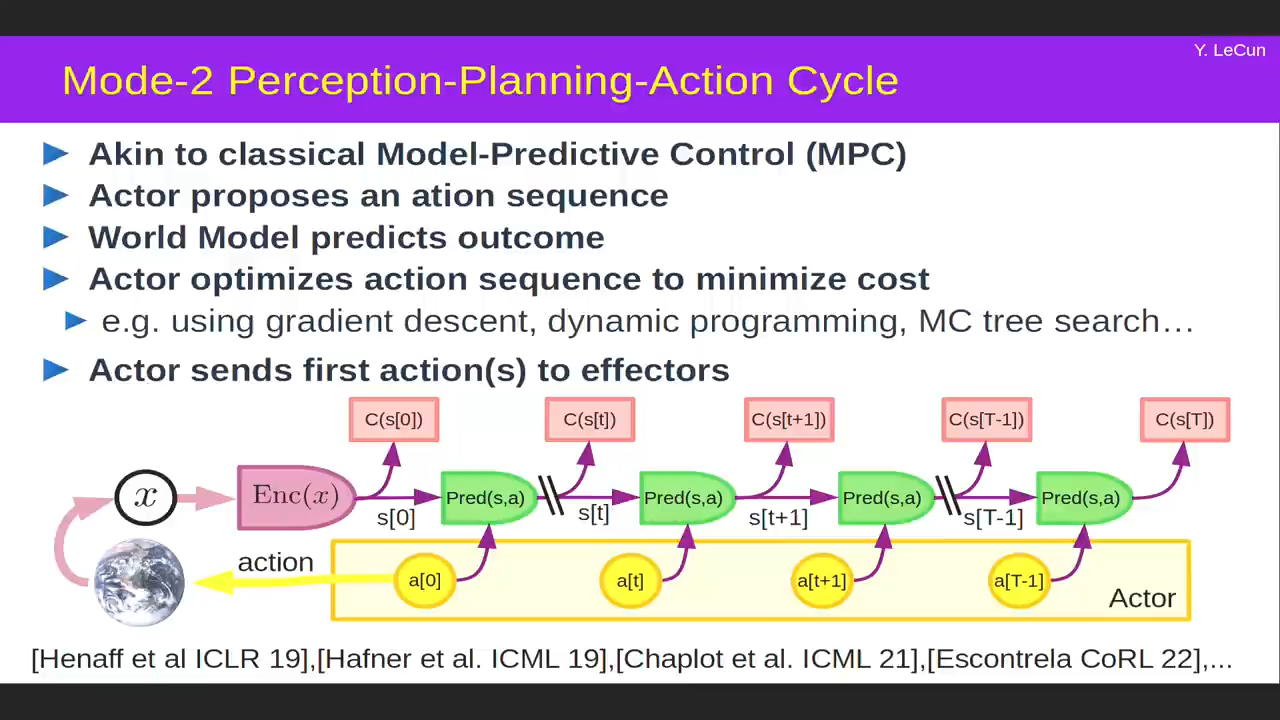 Y. LeCun
Mode-2 Perception-Planning-Action Cycle
Akin to classical Model-Predictive Control (MPC)
Actor proposes an ation sequence
World Model predicts outcome
Actor optimizes action sequence to minimize cost
e.g. using gradient descent, dynamic programming, MC tree search…
Actor sends first action(s) to effectors
C(s[0]) C(s[t]) C(s[t+1]) C(s[T-1]) C(s[T])
x Enc(x) Pred(s,a) Pred(s,a) Pred(s,a) Pred(s,a)
s[0] s[t] s[t+1] s[T-1]
action
a[0] a[t] a[t+1] a[T-1]
Actor
[Henaff et al ICLR 19],[Hafner et al. ICML 19],[Chaplot et al. ICML 21],[Escontrela CoRL 22],...